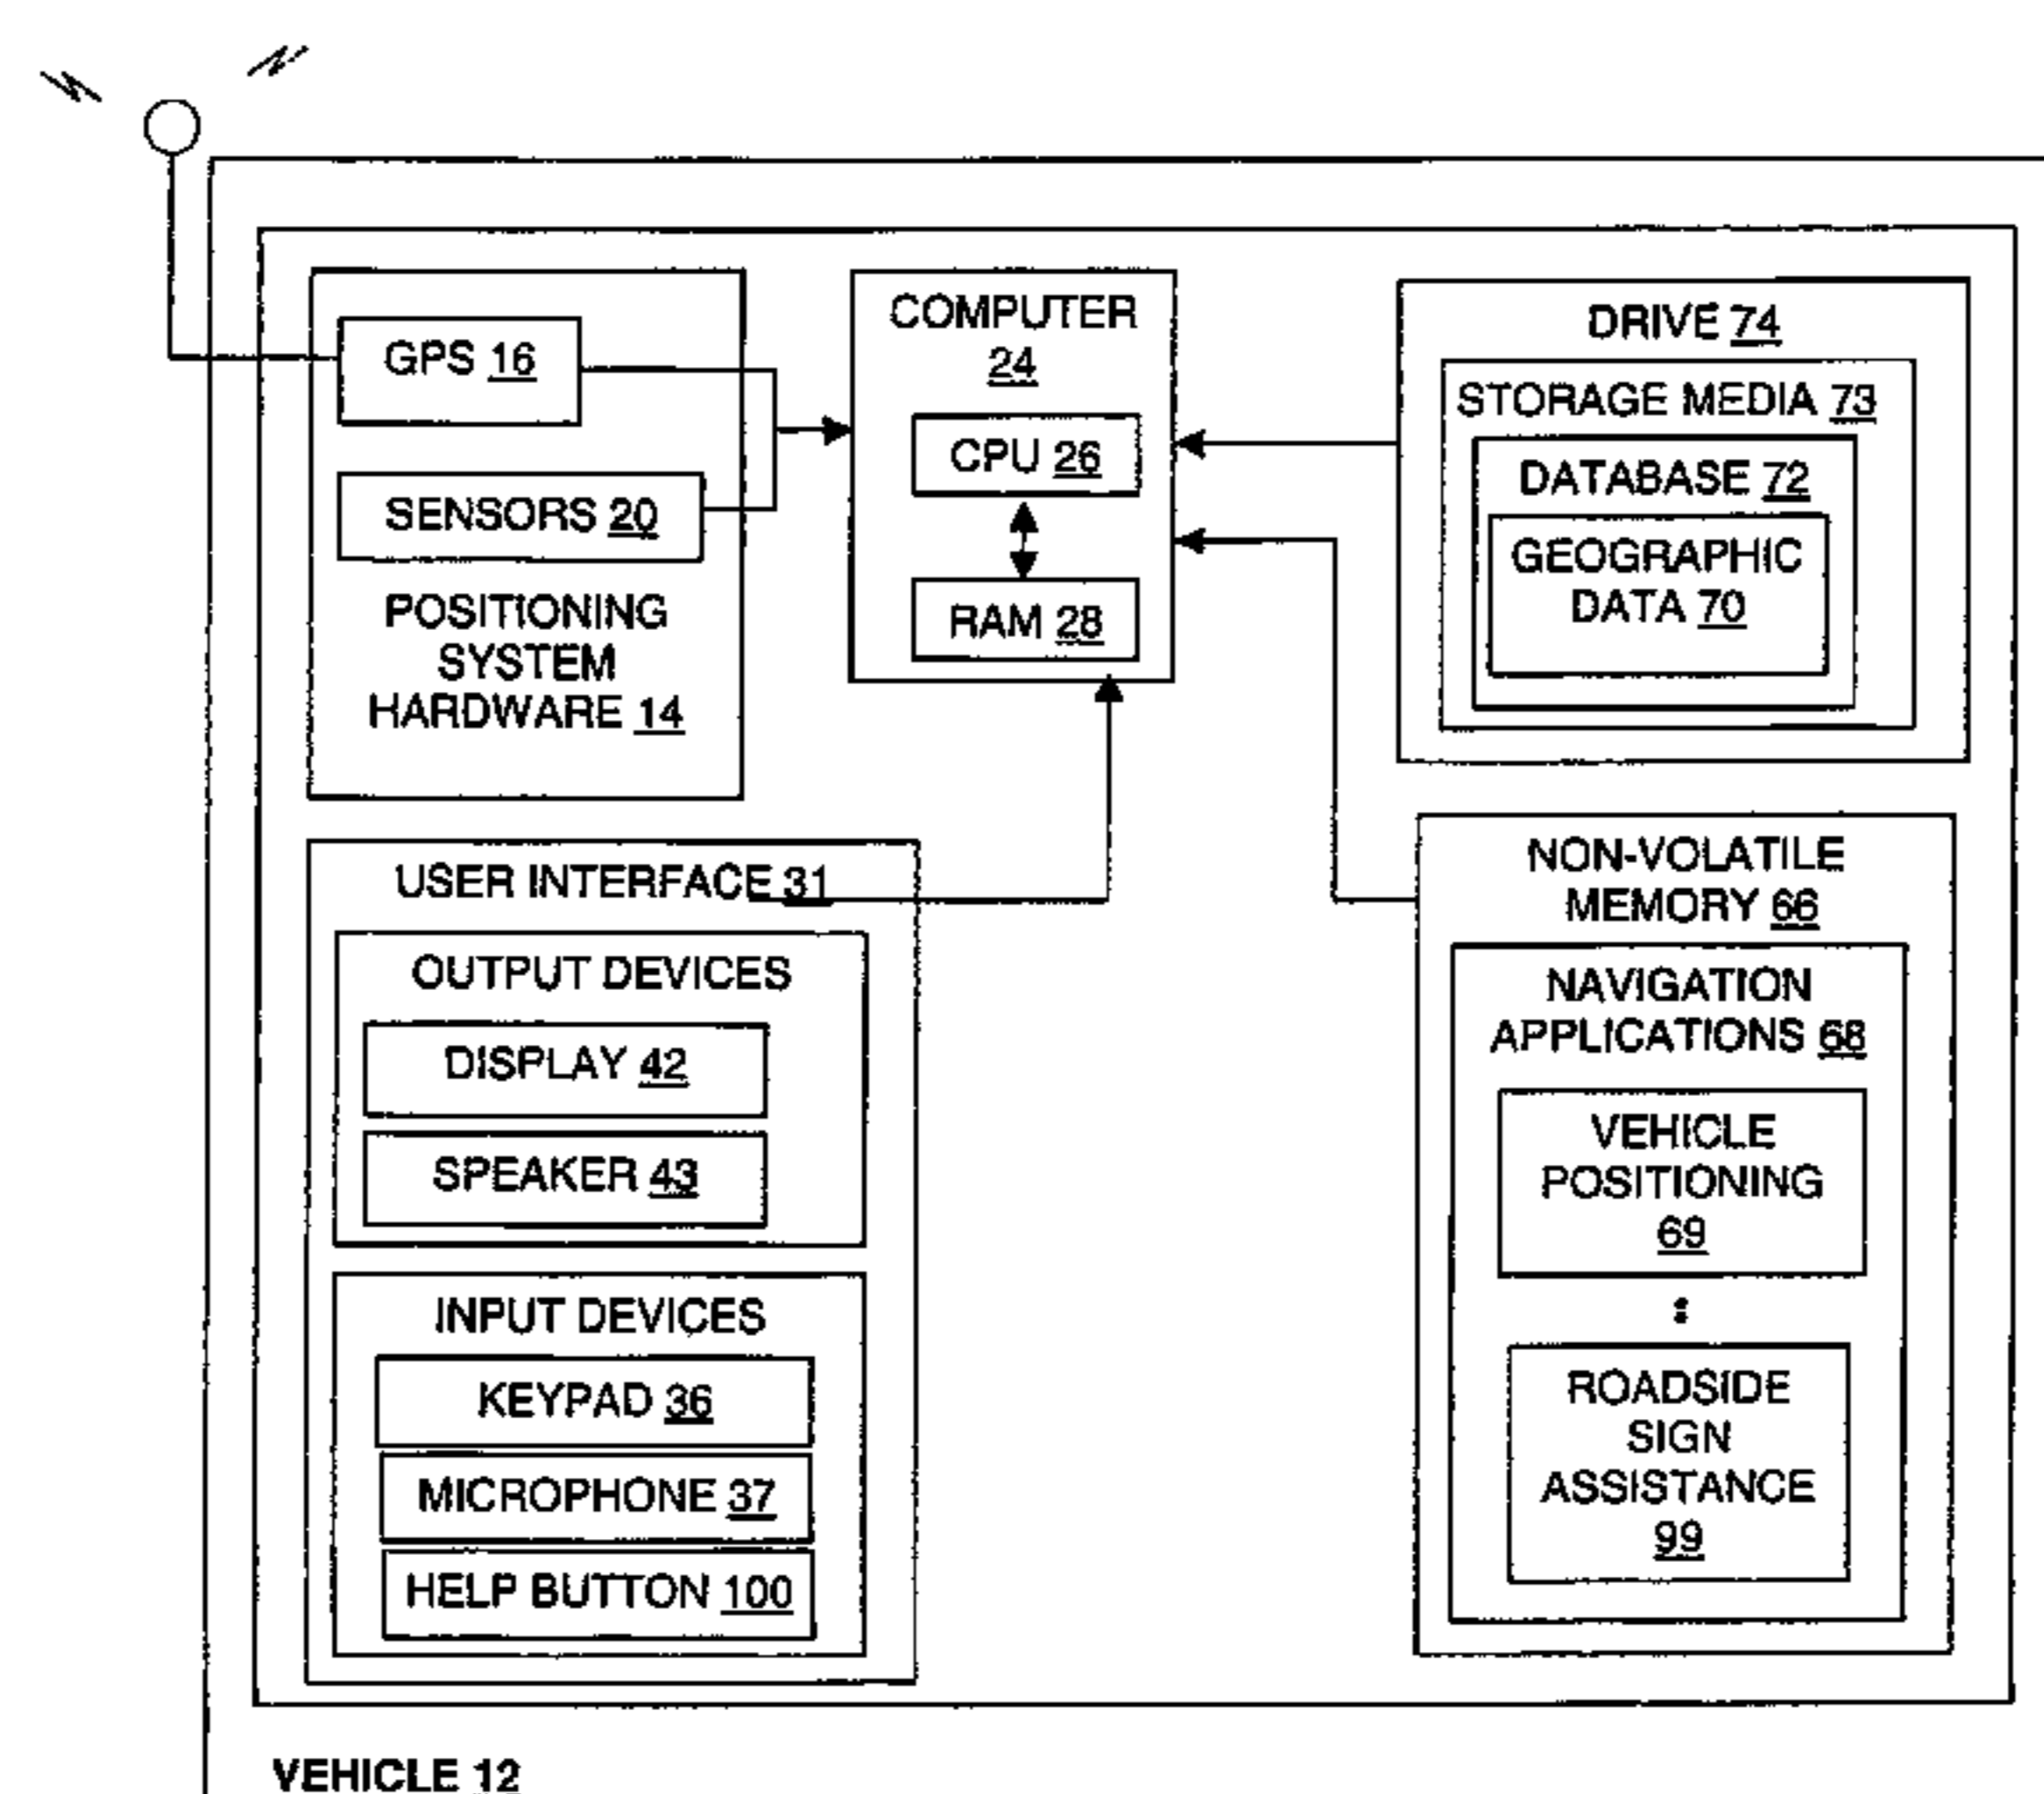 GPS 16
SENSORS 20
POSITIONING
SYSTEM
HARDWARE 14
COMPUTER
24
CPU 26
RAM 28
DRIVE 74
STORAGE MEDIA 73
DATABASE 72
GEOGRAPHIC
DATA 70
USER INTERFACE 31
OUTPUT DEVICES
DISPLAY 42
SPEAKER 43
INPUT DEVICES
KEYPAD 36
MICROPHONE 37
HELP BUTTON 100
NON-VOLATILE
MEMORY 66
NAVIGATION
APPLICATIONS 68
VEHICLE
POSITIONING
69
ROADSIDE
SIGN
ASSISTANCE
99
VEHICLE 12